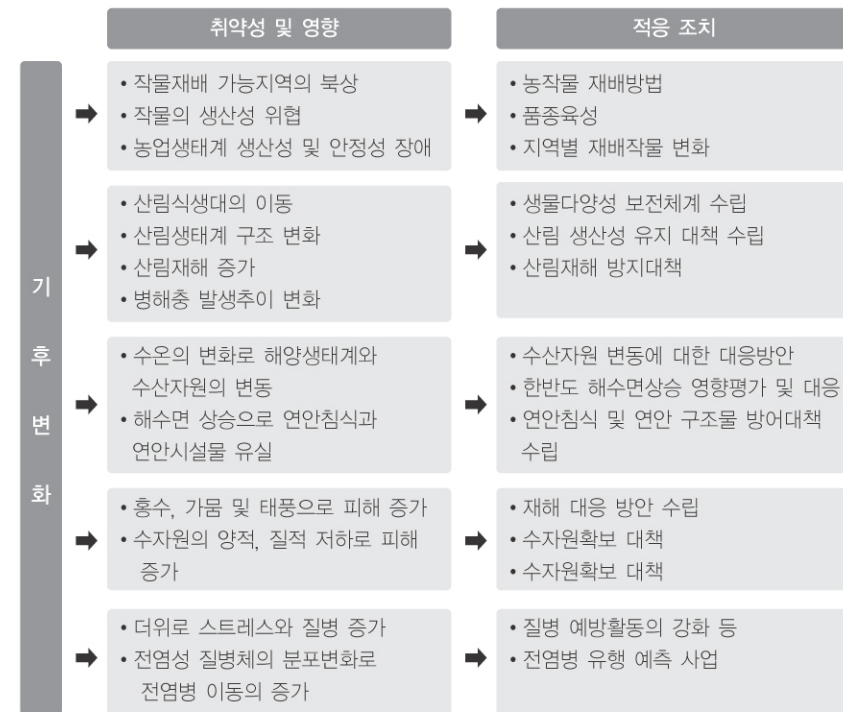 취약성 및 영향
적응 조치
기
후
변
화
• 작물재배 가능지역의 북상
• 작물의 생산성 위협
• 농업생태계 생산성 및 안정성 장애
• 농작물 재배방법
• 품종육성
• 지역별 재배작물 변화
• 산림식생대의 이동
• 산림생태계 구조 변화
• 산림재해 증가
• 병해충 발생추이 변화
• 생물다양성 보전체계 수립
• 산림 생산성 유지 대책 수립
• 산림재해 방지대책
• 수온의 변화로 해양생태계와
수산자원의 변동
• 해수면 상승으로 연안침식과
연안시설물 유실
• 수산자원 변동에 대한 대응방안
• 한반도 해수면상승 영향평가 및 대응
• 연안침식 및 연안 구조물 방어대책
수립
• 홍수, 가뭄 및 태풍으로 피해 증가
• 수자원의 양적, 질적 저하로 피해
증가
• 재해 대응 방안 수립
• 수자원확보 대책
• 수자원확보 대책
• 더위로 스트레스와 질병 증가
• 전염성 질병체의 분포변화로
전염병 이동의 증가
• 질병 예방활동의 강화 등
• 전염병 유행 예측 사업